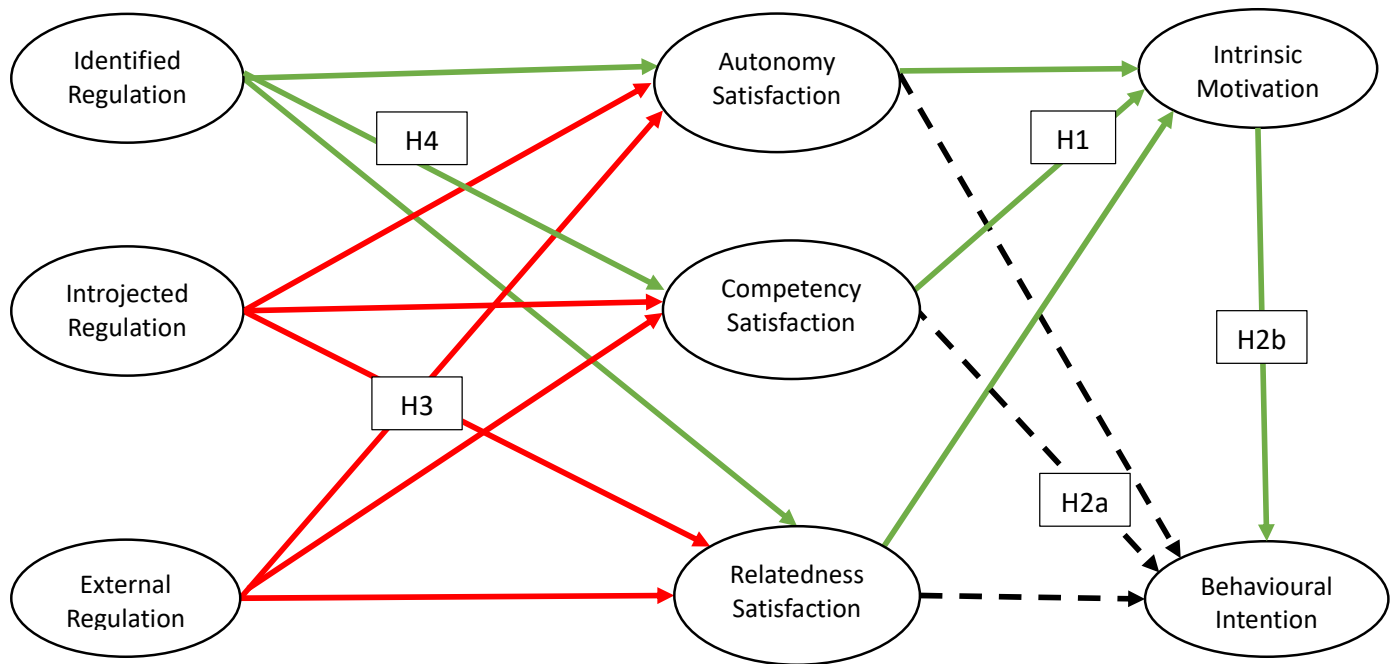 Identified
Regulation
Autonomy
Satisfaction
Intrinsic
Motivation
H4
H1
Introjected
Regulation
Competency
Satisfaction
H2b
H3
H2a
External
Regulation
Relatedness
Satisfaction
Behavioural
Intention